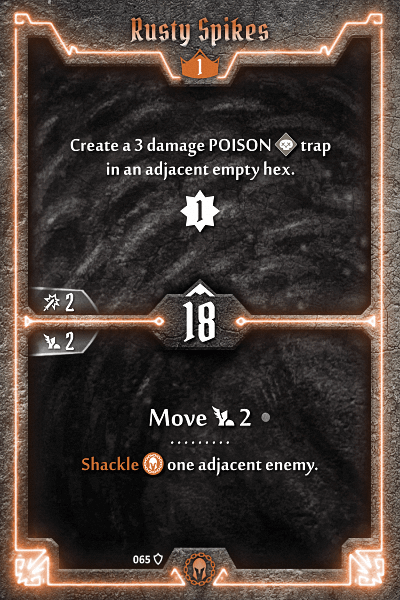 Rusty Spikes
1
Create a 3 damage POISON trap
in an adjacent empty hex.
1
2
18
2
Move 2
Shackle one adjacent enemy.
065